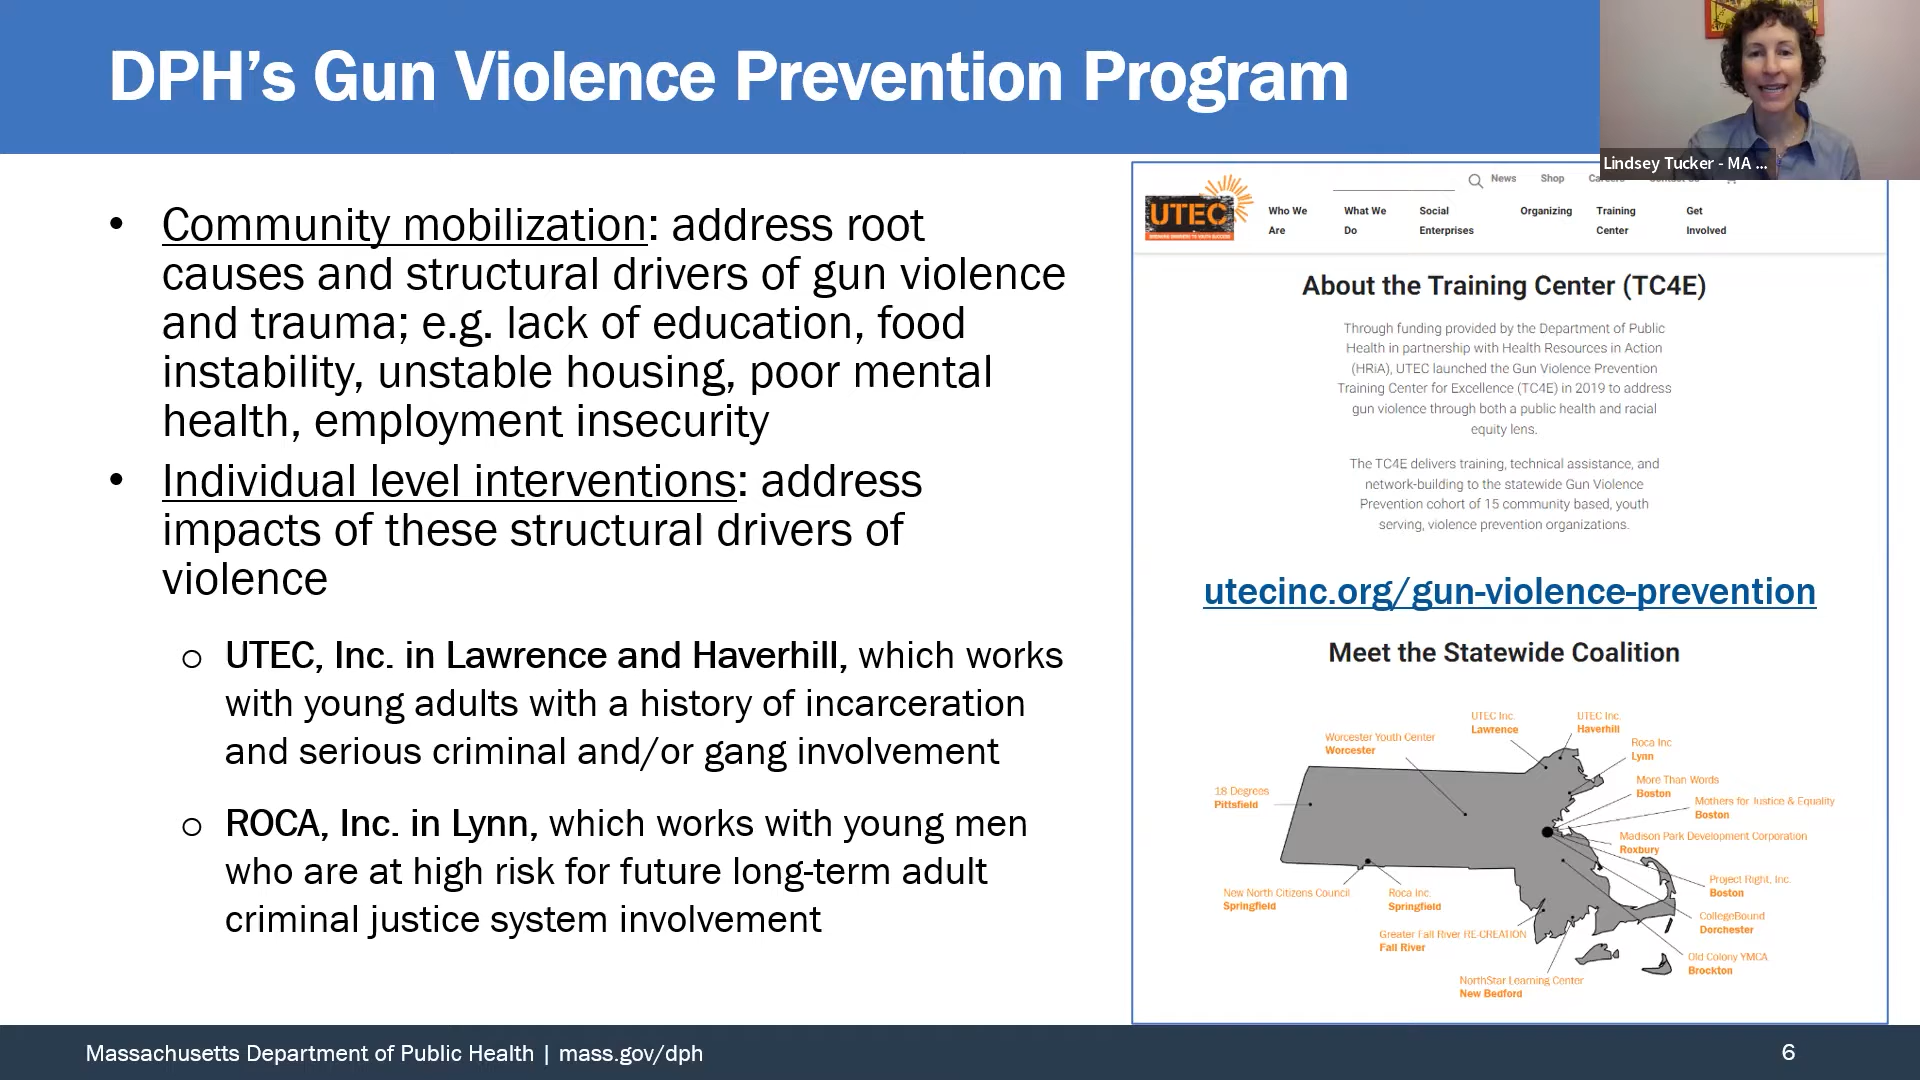 DPH's Gun Violence Prevention Program
Lindsey Tucker - MA ...
• Community mobilization: address root
causes and structural drivers of gun violence
and trauma; e.g. lack of education, food
instability, unstable housing, poor mental
health, employment insecurity
• Individual level interventions: address
impacts of these structural drivers of
violence
o UTEC, Inc. in Lawrence and Haverhill, which works
with young adults with a history of incarceration
and serious criminal and/or gang involvement
o ROCA, Inc. in Lynn, which works with young men
who are at high risk for future long-term adult
criminal justice system involvement
News Shop
UTEC
Who We Are
What We Do
Social Enterprises
Organizing
Training Center
Get Involved
About the Training Center (TC4E)
Through funding provided by the Department of Public
Health in partnership with Health Resources in Action
(HRiA), UTEC launched the Gun Violence Prevention
Training Center for Excellence (TC4E) in 2019 to address
gun violence through both a public health and racial
equity lens.
The TC4E delivers training, technical assistance, and
network-building to the statewide Gun Violence
Prevention cohort of 15 community based, youth
serving, violence prevention organizations.
utecinc.org/gun-violence-prevention
Meet the Statewide Coalition
UTEC Inc.
Lawrence
UTEC Inc.
Haverhill
Worcester Youth Center
Worcester
Roca Inc
Lynn
More Than Words
Boston
18 Degrees
Pittsfield
Mothers for Justice & Equality
Boston
Madison Park Development Corporation
Roxbury
Project Right, Inc.
Boston
New North Citizens Council
Springfield
Roca Inc.
Springfield
CollegeBound
Dorchester
Greater Fall River RE-CREATION
Fall River
Old Colony YMCA
Brockton
NorthStar Learning Center
New Bedford
Massachusetts Department of Public Health | mass.gov/dph
6